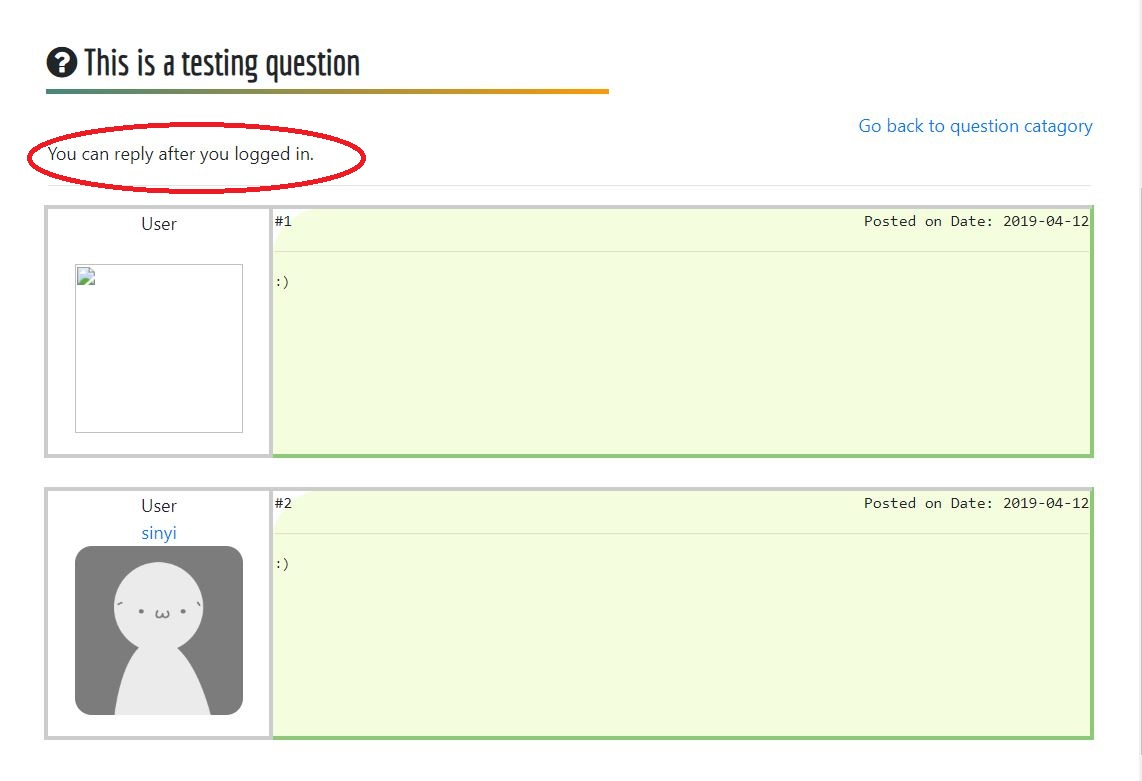 This is a testing question
Go back to question catagory
You can reply after you logged in.
User
#1
Posted on Date: 2019-04-12
:)
User
sinyi
#2
Posted on Date: 2019-04-12
:)